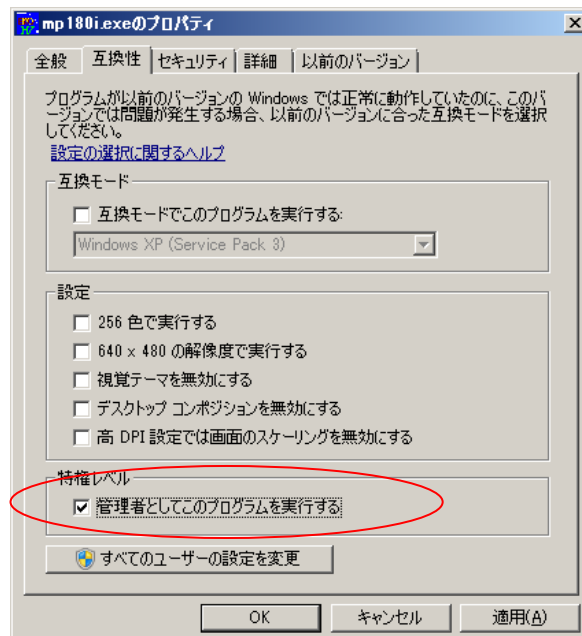 mp180i.exeのプロパティ
全般 互換性 セキュリティ 詳細 以前のバージョン
プログラムが以前のバージョンの Windows では正常に動作していたのに、このバ
ージョンでは問題が発生する場合、以前のバージョンに合った互換モードを選択
してください。
設定の選択に関するヘルプ
互換モード
互換モードでこのプログラムを実行する:
Windows XP (Service Pack 3)
設定
256 色で実行する
640 x 480 の解像度で実行する
視覚テーマを無効にする
デスクトップ コンポジションを無効にする
高 DPI 設定では画面のスケーリングを無効にする
特権レベル
管理者としてこのプログラムを実行する
すべてのユーザーの設定を変更
OK キャンセル 適用(A)